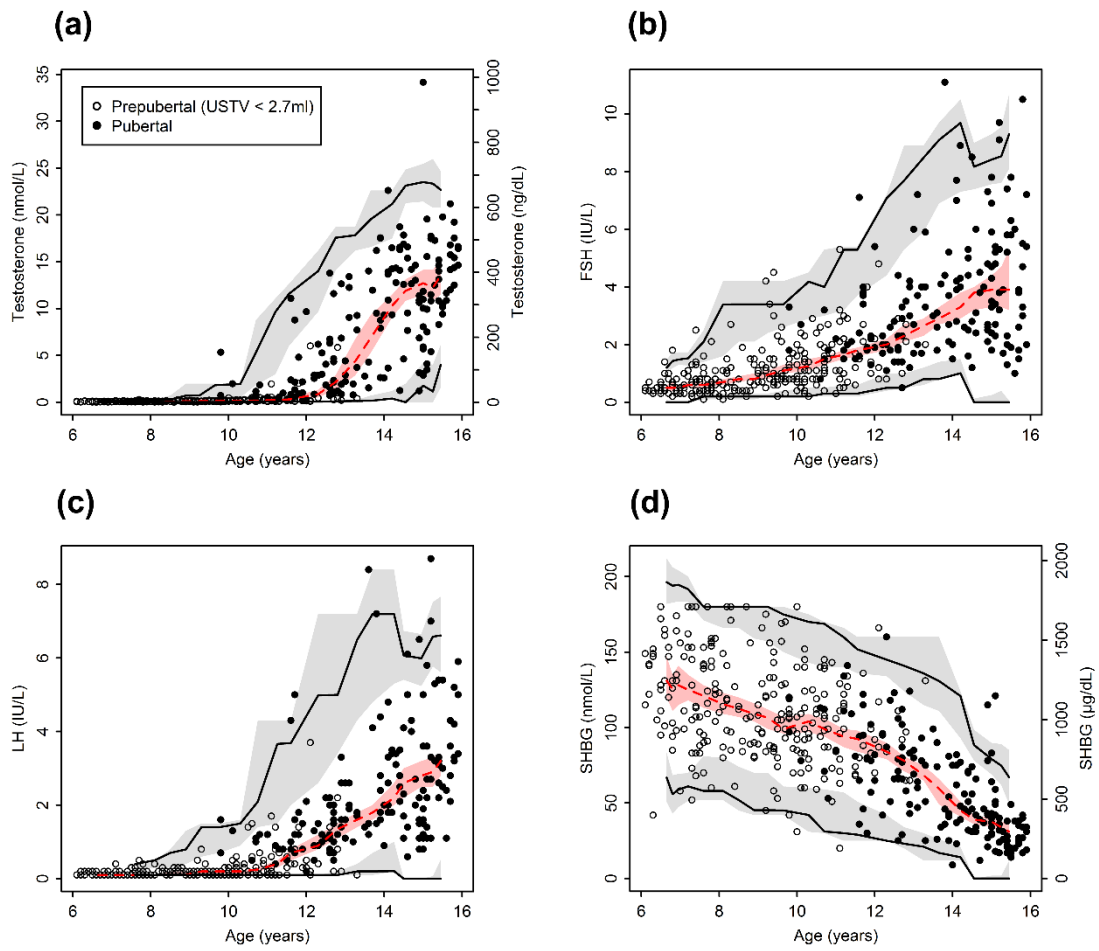 (a)
35
30
25
20
15
10
5
0
Testosterone (nmol/L)
Prepubertal (USTV < 2.7ml)
Pubertal
1000
800
600
400
200
0
Testosterone (ng/dL)
6 8 10 12 14 16
Age (years)
(b)
10
8
6
4
2
0
FSH (IU/L)
6 8 10 12 14 16
Age (years)
(c)
8
6
4
2
0
LH (IU/L)
6 8 10 12 14 16
Age (years)
(d)
200
150
100
50
0
SHBG (nmol/L)
2000
1500
1000
500
0
SHBG (µg/dL)
6 8 10 12 14 16
Age (years)